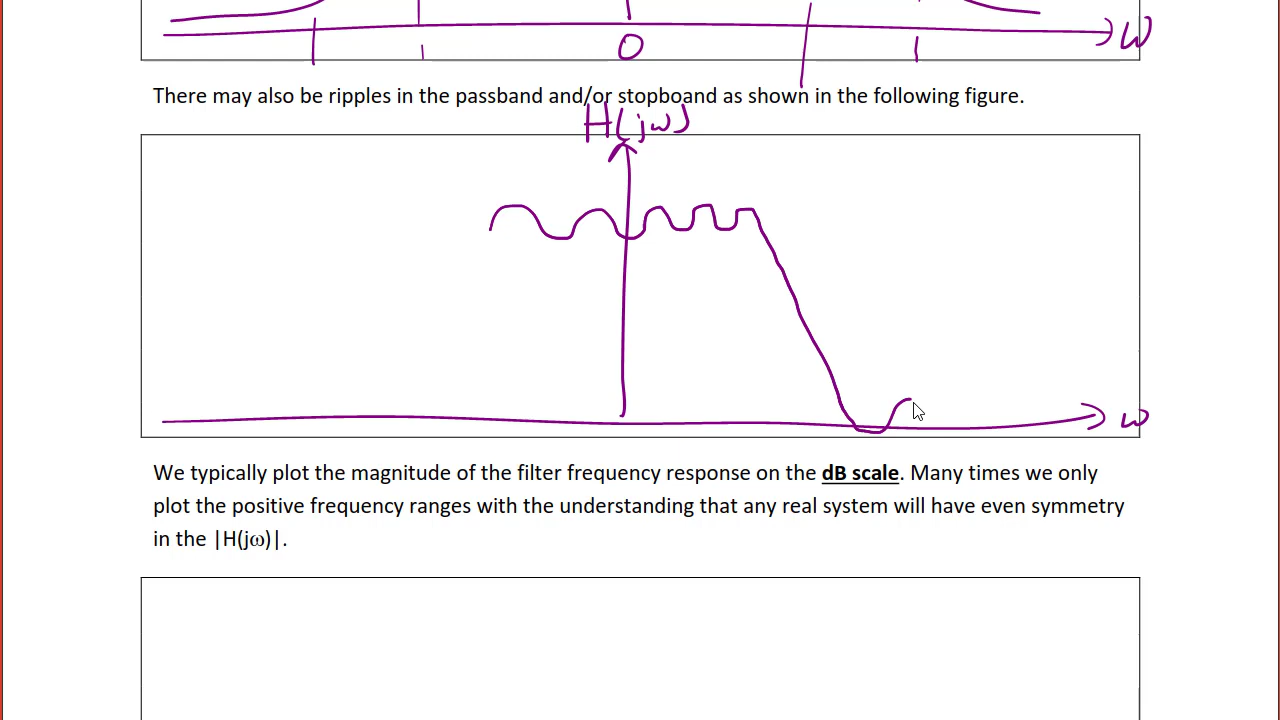 0
W
There may also be ripples in the passband and/or stopboand as shown in the following figure.
H(jω)
ω
We typically plot the magnitude of the filter frequency response on the dB scale. Many times we only
plot the positive frequency ranges with the understanding that any real system will have even symmetry
in the |H(jω)|.